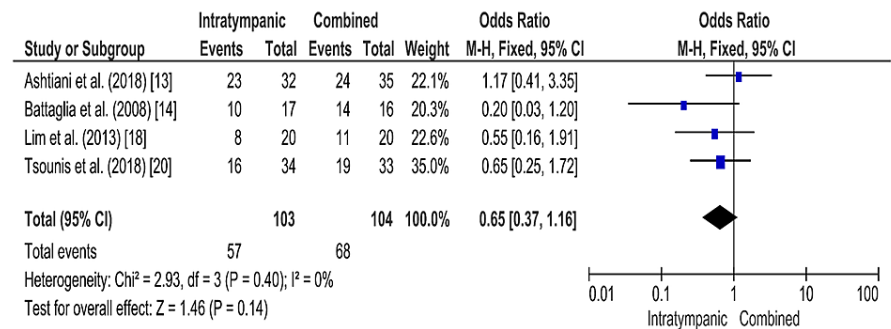 Intratympanic Combined Odds Ratio Odds Ratio
Study or Subgroup Events Total Events Total Weight M-H, Fixed, 95% CI M-H, Fixed, 95% CI
Ashtiani et al. (2018) [13] 23 32 24 35 22.1% 1.17 [0.41, 3.35]
Battaglia et al. (2008) [14] 10 17 14 16 20.3% 0.20 [0.03, 1.20]
Lim et al. (2013) [18] 8 20 11 20 22.6% 0.55 [0.16, 1.91]
Tsounis et al. (2018) [20] 16 34 19 33 35.0% 0.65 [0.25, 1.72]
Total (95% CI) 103 104 100.0% 0.65 [0.37, 1.16]
Total events 57 68
Heterogeneity: Chi² = 2.93, df = 3 (P = 0.40); I² = 0%
Test for overall effect: Z = 1.46 (P = 0.14)
0.01 0.1 1 10 100
Intratympanic Combined